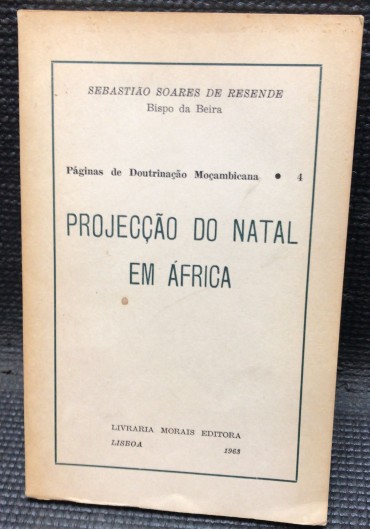 SEBASTIÃO SOARES DE RESENDE
Bispo da Beira
Páginas de Doutrinação Moçambicana • 4
PROJECÇÃO DO NATAL
EM ÁFRICA
LIVRARIA MORAIS EDITORA
LISBOA 1963